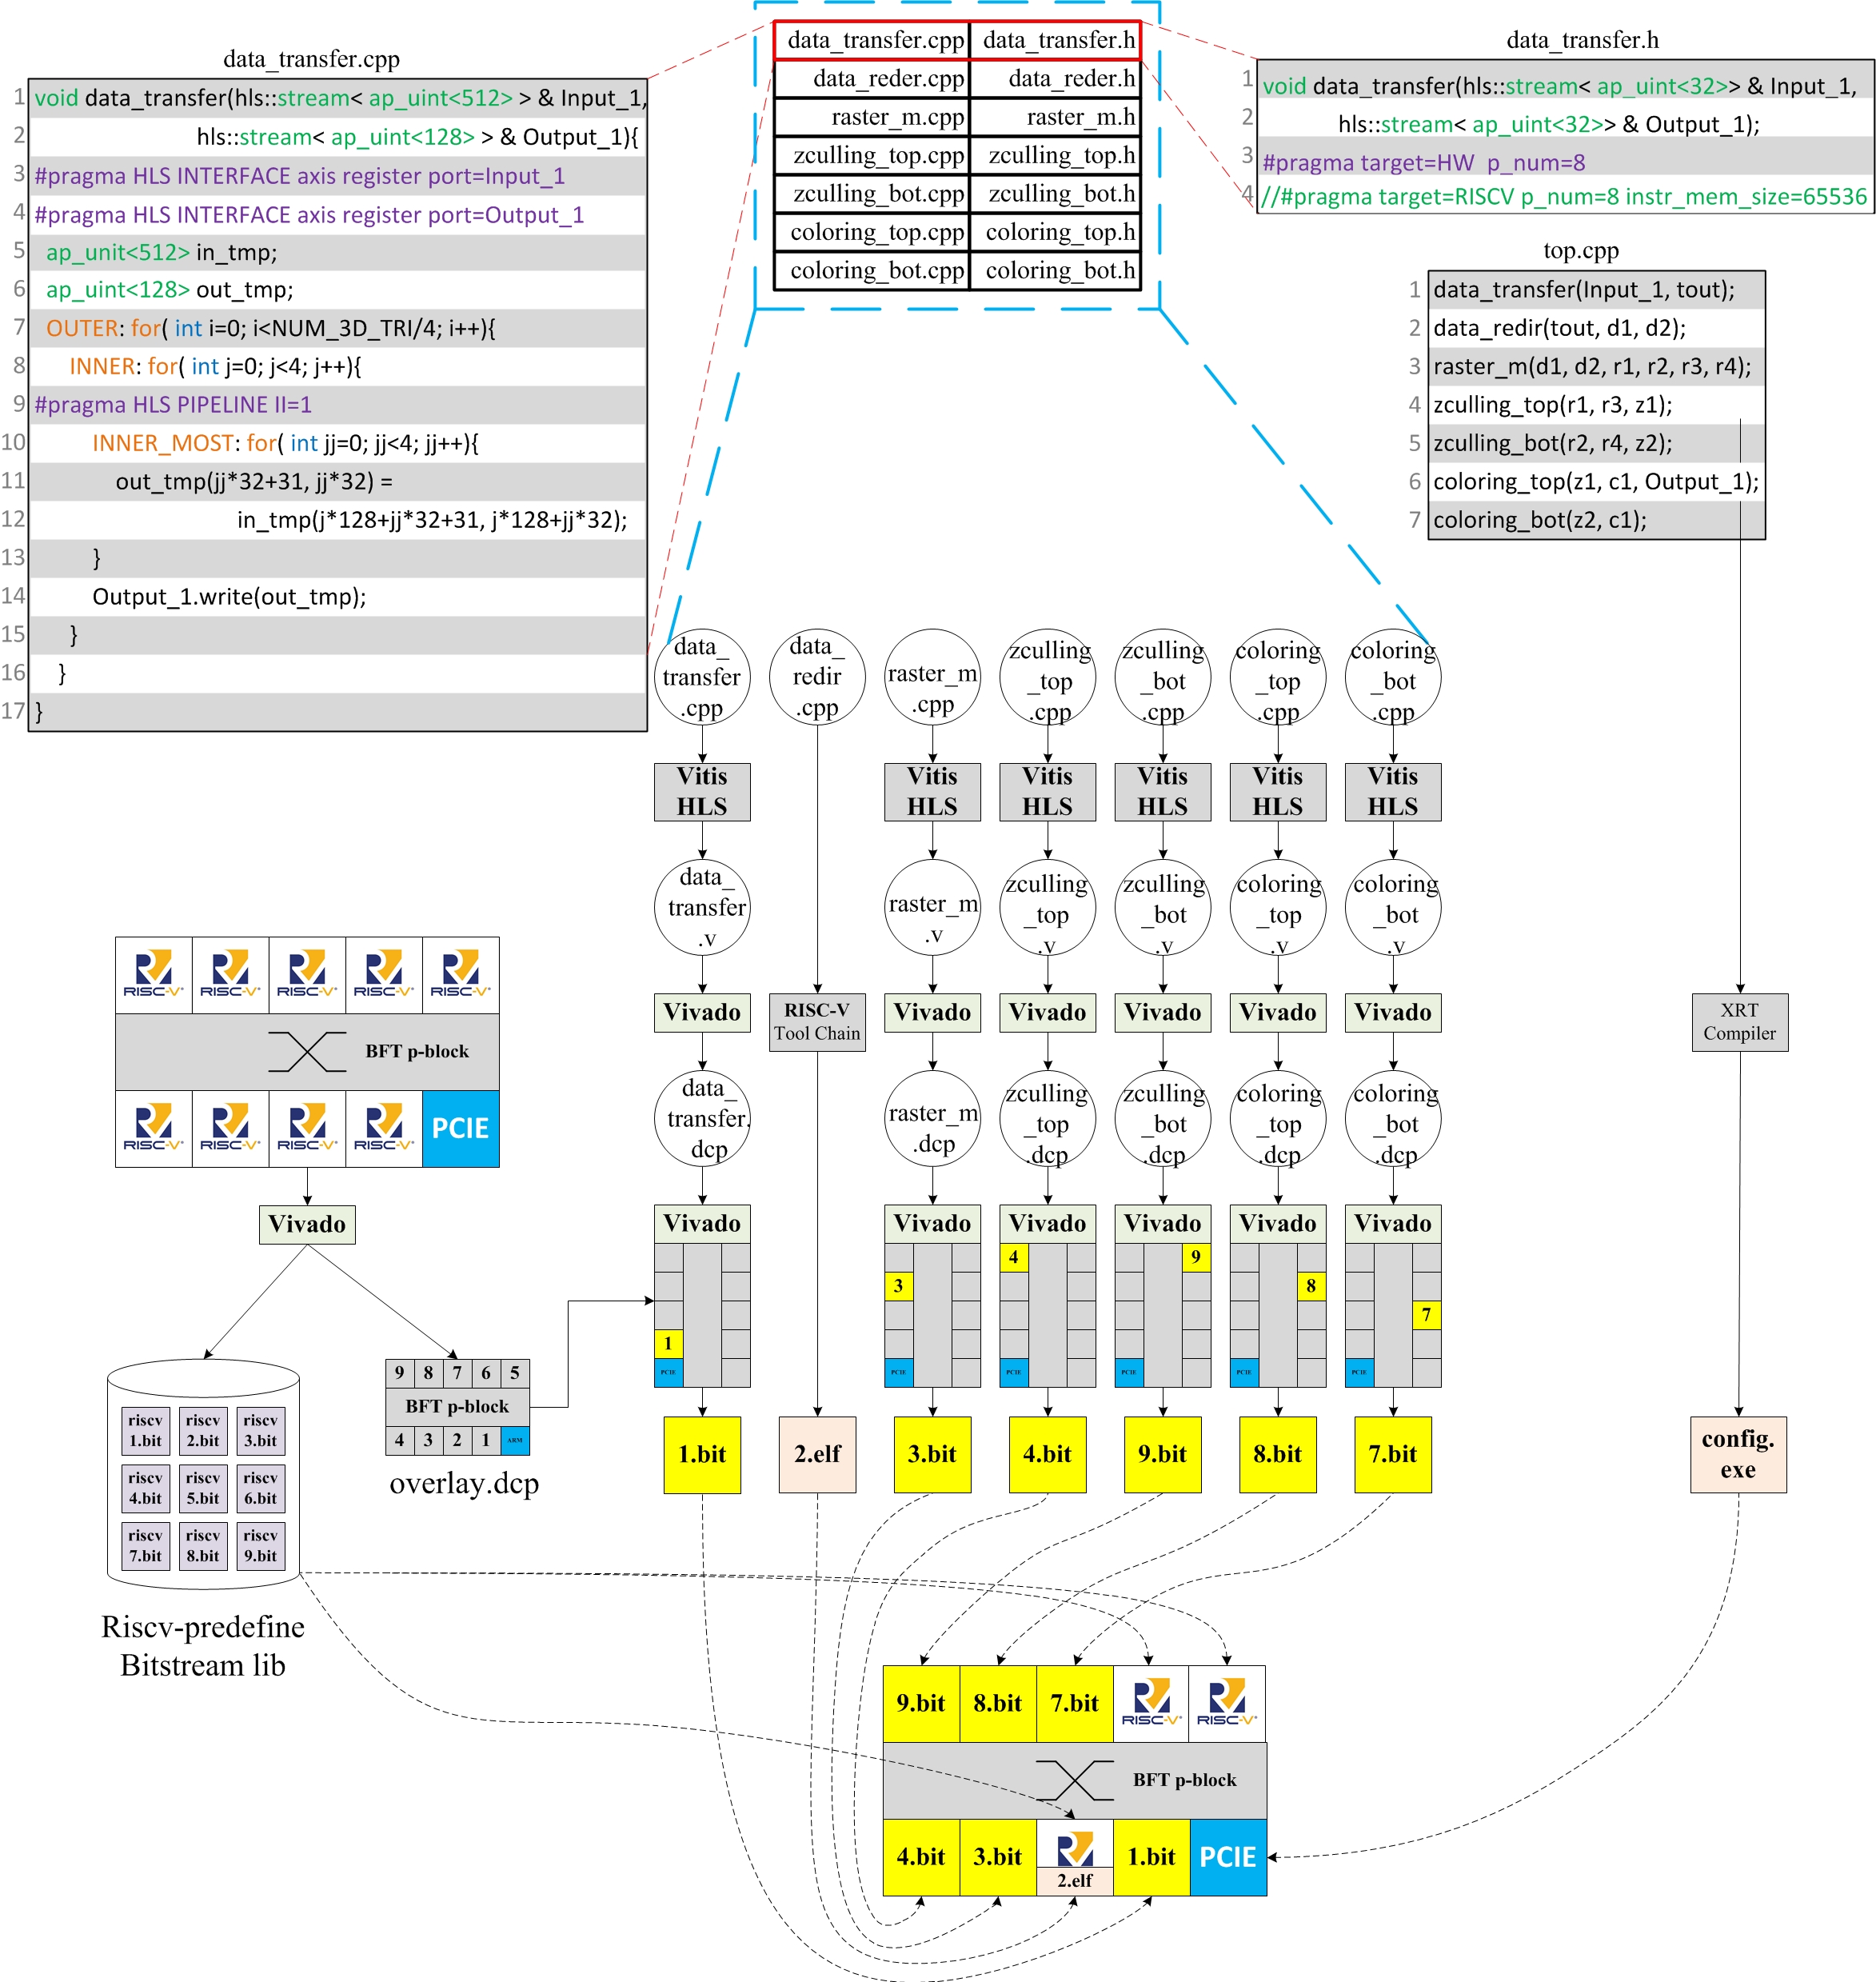 data_transfer.cpp
1 void data_transfer(hls::stream< ap_uint<512> > & Input_1,
2 hls::stream< ap_uint<128> > & Output_1){
3 #pragma HLS INTERFACE axis register port=Input_1
4 #pragma HLS INTERFACE axis register port=Output_1
5 ap_unit<512> in_tmp;
6 ap_uint<128> out_tmp;
7 OUTER: for( int i=0; i<NUM_3D_TRI/4; i++){
8 INNER: for( int j=0; j<4; j++){
9 #pragma HLS PIPELINE II=1
10 INNER_MOST: for( int jj=0; jj<4; jj++){
11 out_tmp(jj*32+31, jj*32) =
12 in_tmp(j*128+jj*32+31, j*128+jj*32);
13 }
14 Output_1.write(out_tmp);
15 }
16 }
17 }
data_transfer.cpp data_transfer.h
data_reder.cpp data_reder.h
raster_m.cpp raster_m.h
zculling_top.cpp zculling_top.h
zculling_bot.cpp zculling_bot.h
coloring_top.cpp coloring_top.h
coloring_bot.cpp coloring_bot.h
data_transfer.h
1 void data_transfer(hls::stream< ap_uint<32>> & Input_1,
2 hls::stream< ap_uint<32>> & Output_1);
3 #pragma target=HW p_num=8
4 //#pragma target=RISCV p_num=8 instr_mem_size=65536
top.cpp
1 data_transfer(Input_1, tout);
2 data_redir(tout, d1, d2);
3 raster_m(d1, d2, r1, r2, r3, r4);
4 zculling_top(r1, r3, z1);
5 zculling_bot(r2, r4, z2);
6 coloring_top(z1, c1, Output_1);
7 coloring_bot(z2, c1);
data_ data_ zculling zculling coloring coloring
transfer redir raster_m _top _bot _top _bot
.cpp .cpp .cpp .cpp .cpp .cpp .cpp
Vitis Vitis Vitis Vitis Vitis Vitis
HLS HLS HLS HLS HLS HLS
data_ zculling zculling coloring coloring
transfer raster_m _top _bot _top _bot
.v .v .v .v .v .v
Vivado RISC-V Vivado Vivado Vivado Vivado Vivado
Tool Chain
XRT
Compiler
data_ zculling zculling coloring coloring
transfer. raster_m _top _bot _top _bot
dcp .dcp .dcp .dcp .dcp .dcp
Vivado Vivado Vivado Vivado Vivado Vivado
4 9
3 8
7
1
PCIE PCIE PCIE PCIE PCIE PCIE
1.bit 2.elf 3.bit 4.bit 9.bit 8.bit 7.bit
config.
exe
RISC-V RISC-V RISC-V RISC-V RISC-V
BFT p-block
RISC-V RISC-V RISC-V RISC-V PCIE
Vivado
9 8 7 6 5
BFT p-block
4 3 2 1 ARM
overlay.dcp
riscv riscv riscv
1.bit 2.bit 3.bit
riscv riscv riscv
4.bit 5.bit 6.bit
riscv riscv riscv
7.bit 8.bit 9.bit
Riscv-predefine
Bitstream lib
9.bit 8.bit 7.bit RISC-V RISC-V
BFT p-block
4.bit 3.bit 2.elf 1.bit PCIE